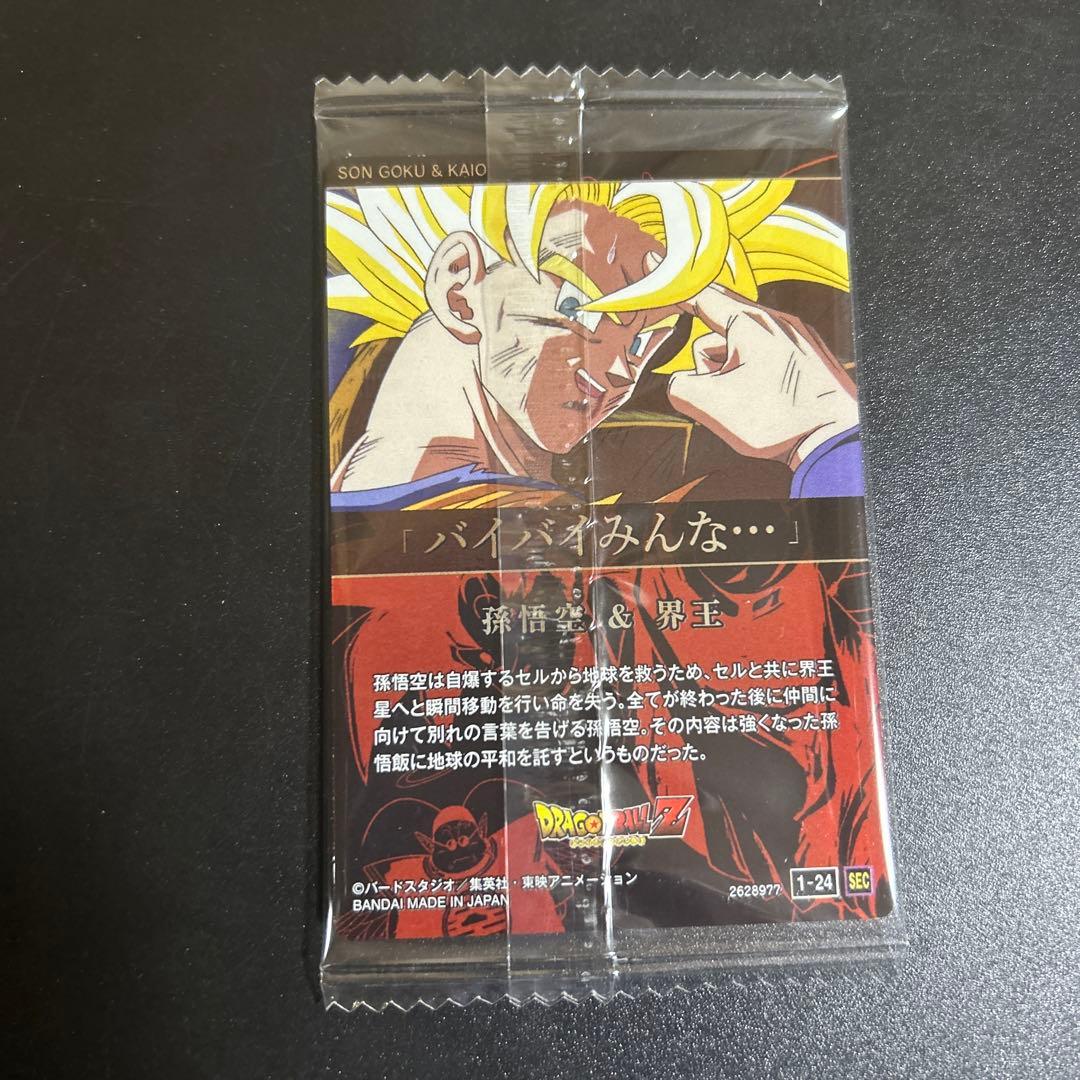 SON GOKU & KAIO
「バイバイみんな…」
孫悟空 & 界王
孫悟空は自爆するセルから地球を救うため、セルと共に界王
星へと瞬間移動を行い命を失う。全てが終わった後に仲間に
向けて別れの言葉を告げる孫悟空。その内容は強くなった孫
悟飯に地球の平和を託すというものだった。
DRAGON BALL Z
©バードスタジオ/集英社・東映アニメーション
BANDAI MADE IN JAPAN
2628977 1-24 SEC